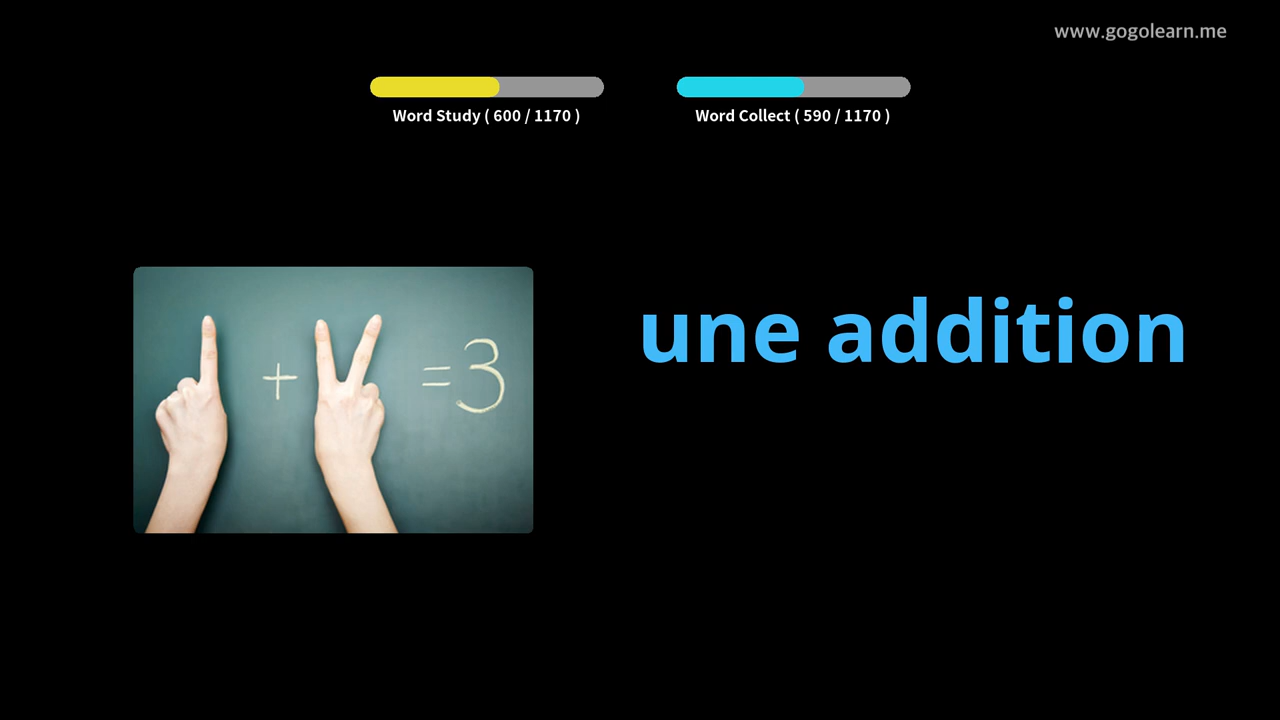 www.gogolearn.me
Word Study ( 600 / 1170 )
Word Collect ( 590 / 1170 )
+ = 3
une addition